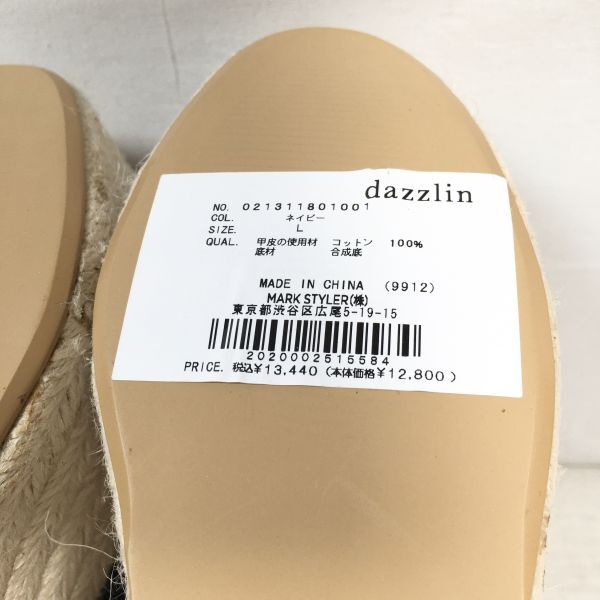 dazzlin
NO. 021311801001
COL. ネイビー
SIZE. L
QUAL. 甲皮の使用材 コットン 100%
底材 合成底
MADE IN CHINA (9912)
MARK STYLER(株)
東京都渋谷区広尾5-19-15
2020002515584
PRICE. 税込¥13,440(本体価格¥12,800)